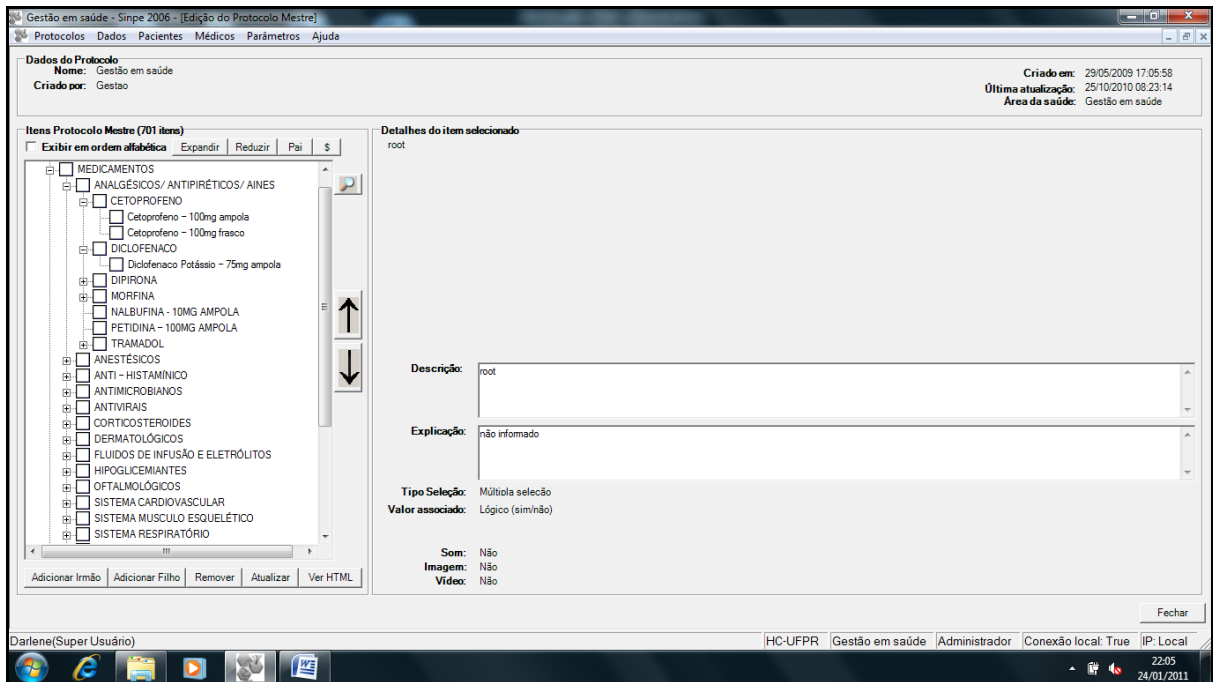 Gestão em saúde - Sinpe 2006 - [Edição do Protocolo Mestre]
Protocolos Dados Pacientes Médicos Parámetros Ajuda
Dados do Protocolo
Nome: Gestão em saúde
Criado por: Gestao
Criado em: 29/05/2009 17:05:58
Última atualização: 25/10/2010 08:23:14
Área da saúde: Gestão em saúde
Itens Protocolo Mestre (701 itens)
Exibir em ordem alfabética Expandir Reduzir Pai $
MEDICAMENTOS
ANALGÉSICOS/ ANTIPIRÉTICOS/ AINES
CETOPROFENO
Cetoprofeno – 100mg ampola
Cetoprofeno – 100mg frasco
DICLOFENACO
Diclofenaco Potássio – 75mg ampola
DIPIRONA
MORFINA
NALBUFINA - 10MG AMPOLA
PETIDINA – 100MG AMPOLA
TRAMADOL
ANESTÉSICOS
ANTI – HISTAMÍNICO
ANTIMICROBIANOS
ANTIVIRAIS
CORTICOSTEROIDES
DERMATOLÓGICOS
FLUIDOS DE INFUSÃO E ELETRÓLITOS
HIPOGLICEMIANTES
OFTALMOLÓGICOS
SISTEMA CARDIOVASCULAR
SISTEMA MUSCULO ESQUELÉTICO
SISTEMA RESPIRATÓRIO
Adicionar Irmão Adicionar Filho Remover Atualizar Ver HTML
Detalhes do item selecionado
root
Descrição: root
Explicação: não informado
Tipo Seleção: Múltipla selecão
Valor associado: Lógico (sim/não)
Som: Não
Imagem: Não
Vídeo: Não
Fechar
Darlene(Super Usuário) HC-UFPR Gestão em saúde Administrador Conexão local: True IP: Local
22:05
24/01/2011